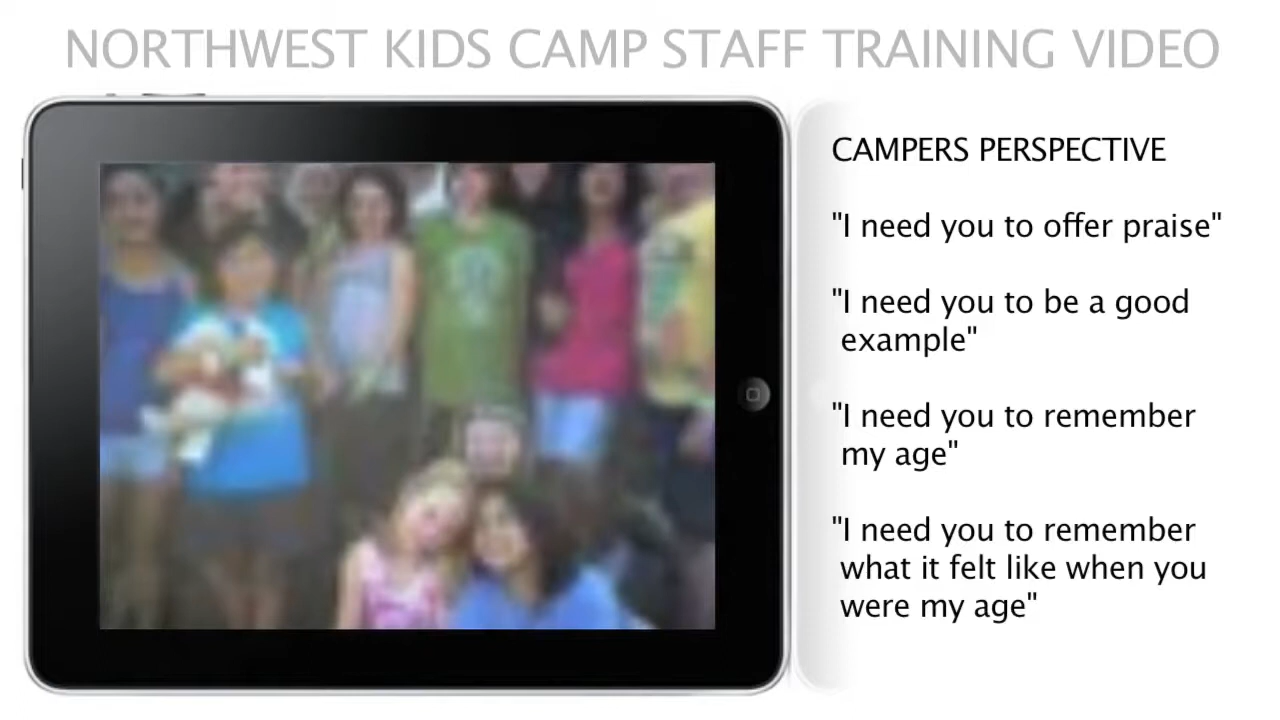 NORTHWEST KIDS CAMP STAFF TRAINING VIDEO
CAMPERS PERSPECTIVE
"I need you to offer praise"
"I need you to be a good
example"
"I need you to remember
my age"
"I need you to remember
what it felt like when you
were my age"